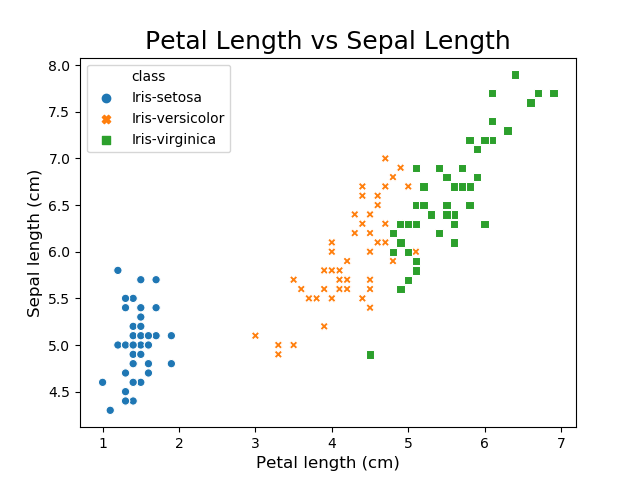 Petal Length vs Sepal Length
class
Iris-setosa
Iris-versicolor
Iris-virginica
8.0
7.5
7.0
6.5
6.0
5.5
5.0
4.5
Sepal length (cm)
1 2 3 4 5 6 7
Petal length (cm)